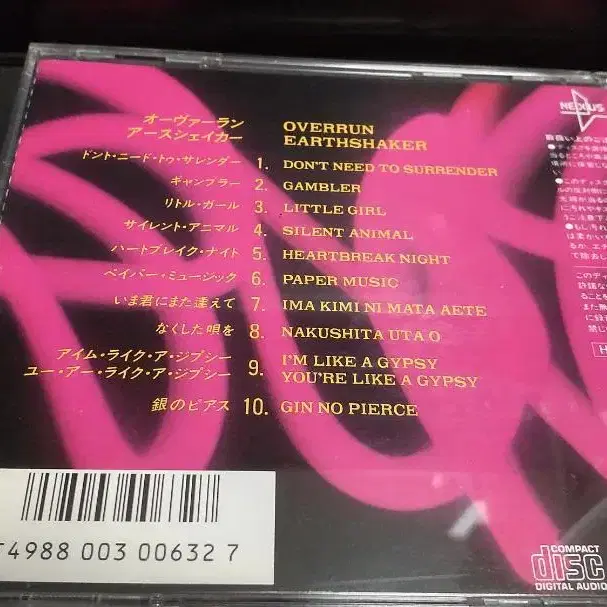 オーヴァーラン
アースシェイカー
OVERRUN
EARTHSHAKER
ドント・ニード・トゥ・サレンダー 1. DON'T NEED TO SURRENDER
ギャンブラー 2. GAMBLER
リトル・ガール 3. LITTLE GIRL
サイレント・アニマル 4. SILENT ANIMAL
ハートブレイク・ナイト 5. HEARTBREAK NIGHT
ペイパー・ミュージック 6. PAPER MUSIC
いま君にまた逢えて 7. IMA KIMI NI MATA AETE
なくした唄を 8. NAKUSHITA UTA O
アイム・ライク・ア・ジプシー
ユー・アー・ライク・ア・ジプシー
9. I'M LIKE A GYPSY
YOU'RE LIKE A GYPSY
銀のピアス 10. GIN NO PIERCE
NEXUS
T4988 003 00632 7
COMPACT
disc
DIGITAL AUDIO